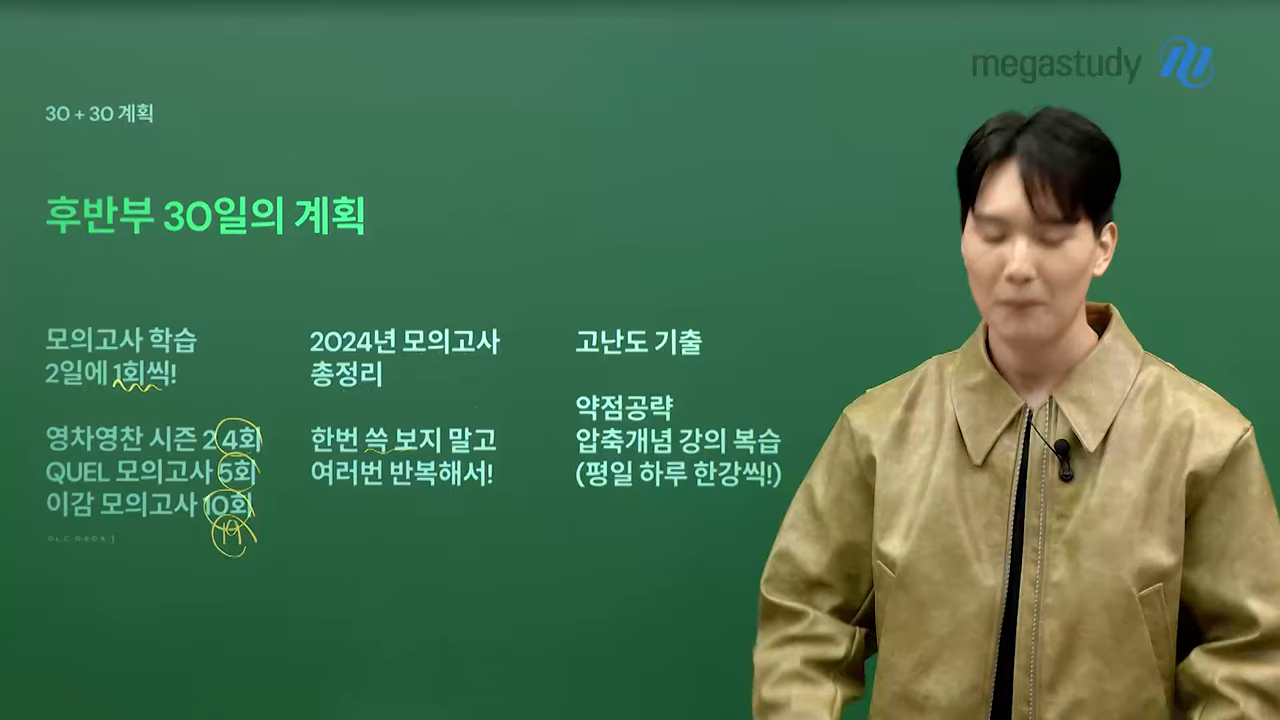 megastudy
30 + 30 계획
후반부 30일의 계획
모의고사 학습
2일에 1회씩!
영차영찬 시즌 2 4회
QUEL 모의고사 5회
이감 모의고사 10회
19
2024년 모의고사
총정리
한번 쓱 보지 말고
여러번 반복해서!
고난도 기출
약점공략
압축개념 강의 복습
(평일 하루 한강씩!)